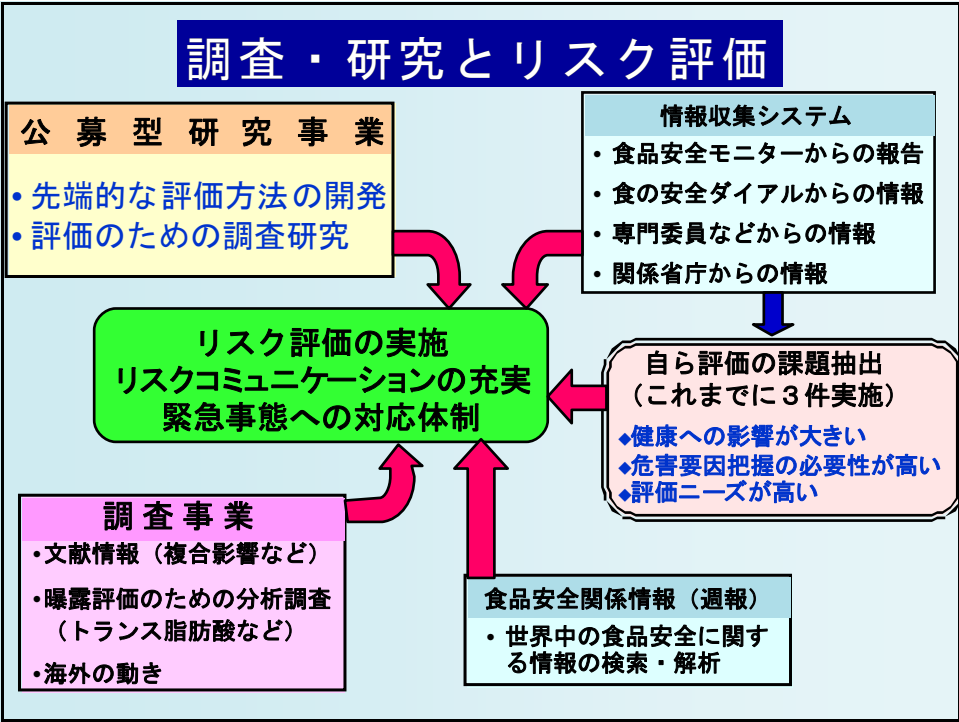 調査・研究とリスク評価
公募型研究事業
• 先端的な評価方法の開発
• 評価のための調査研究
情報収集システム
• 食品安全モニターからの報告
• 食の安全ダイアルからの情報
• 専門委員などからの情報
• 関係省庁からの情報
リスク評価の実施
リスクコミュニケーションの充実
緊急事態への対応体制
自ら評価の課題抽出
（これまでに３件実施）
◆健康への影響が大きい
◆危害要因把握の必要性が高い
◆評価ニーズが高い
調査事業
•文献情報（複合影響など）
•曝露評価のための分析調査
（トランス脂肪酸など）
•海外の動き
食品安全関係情報（週報）
• 世界中の食品安全に関す
る情報の検索・解析